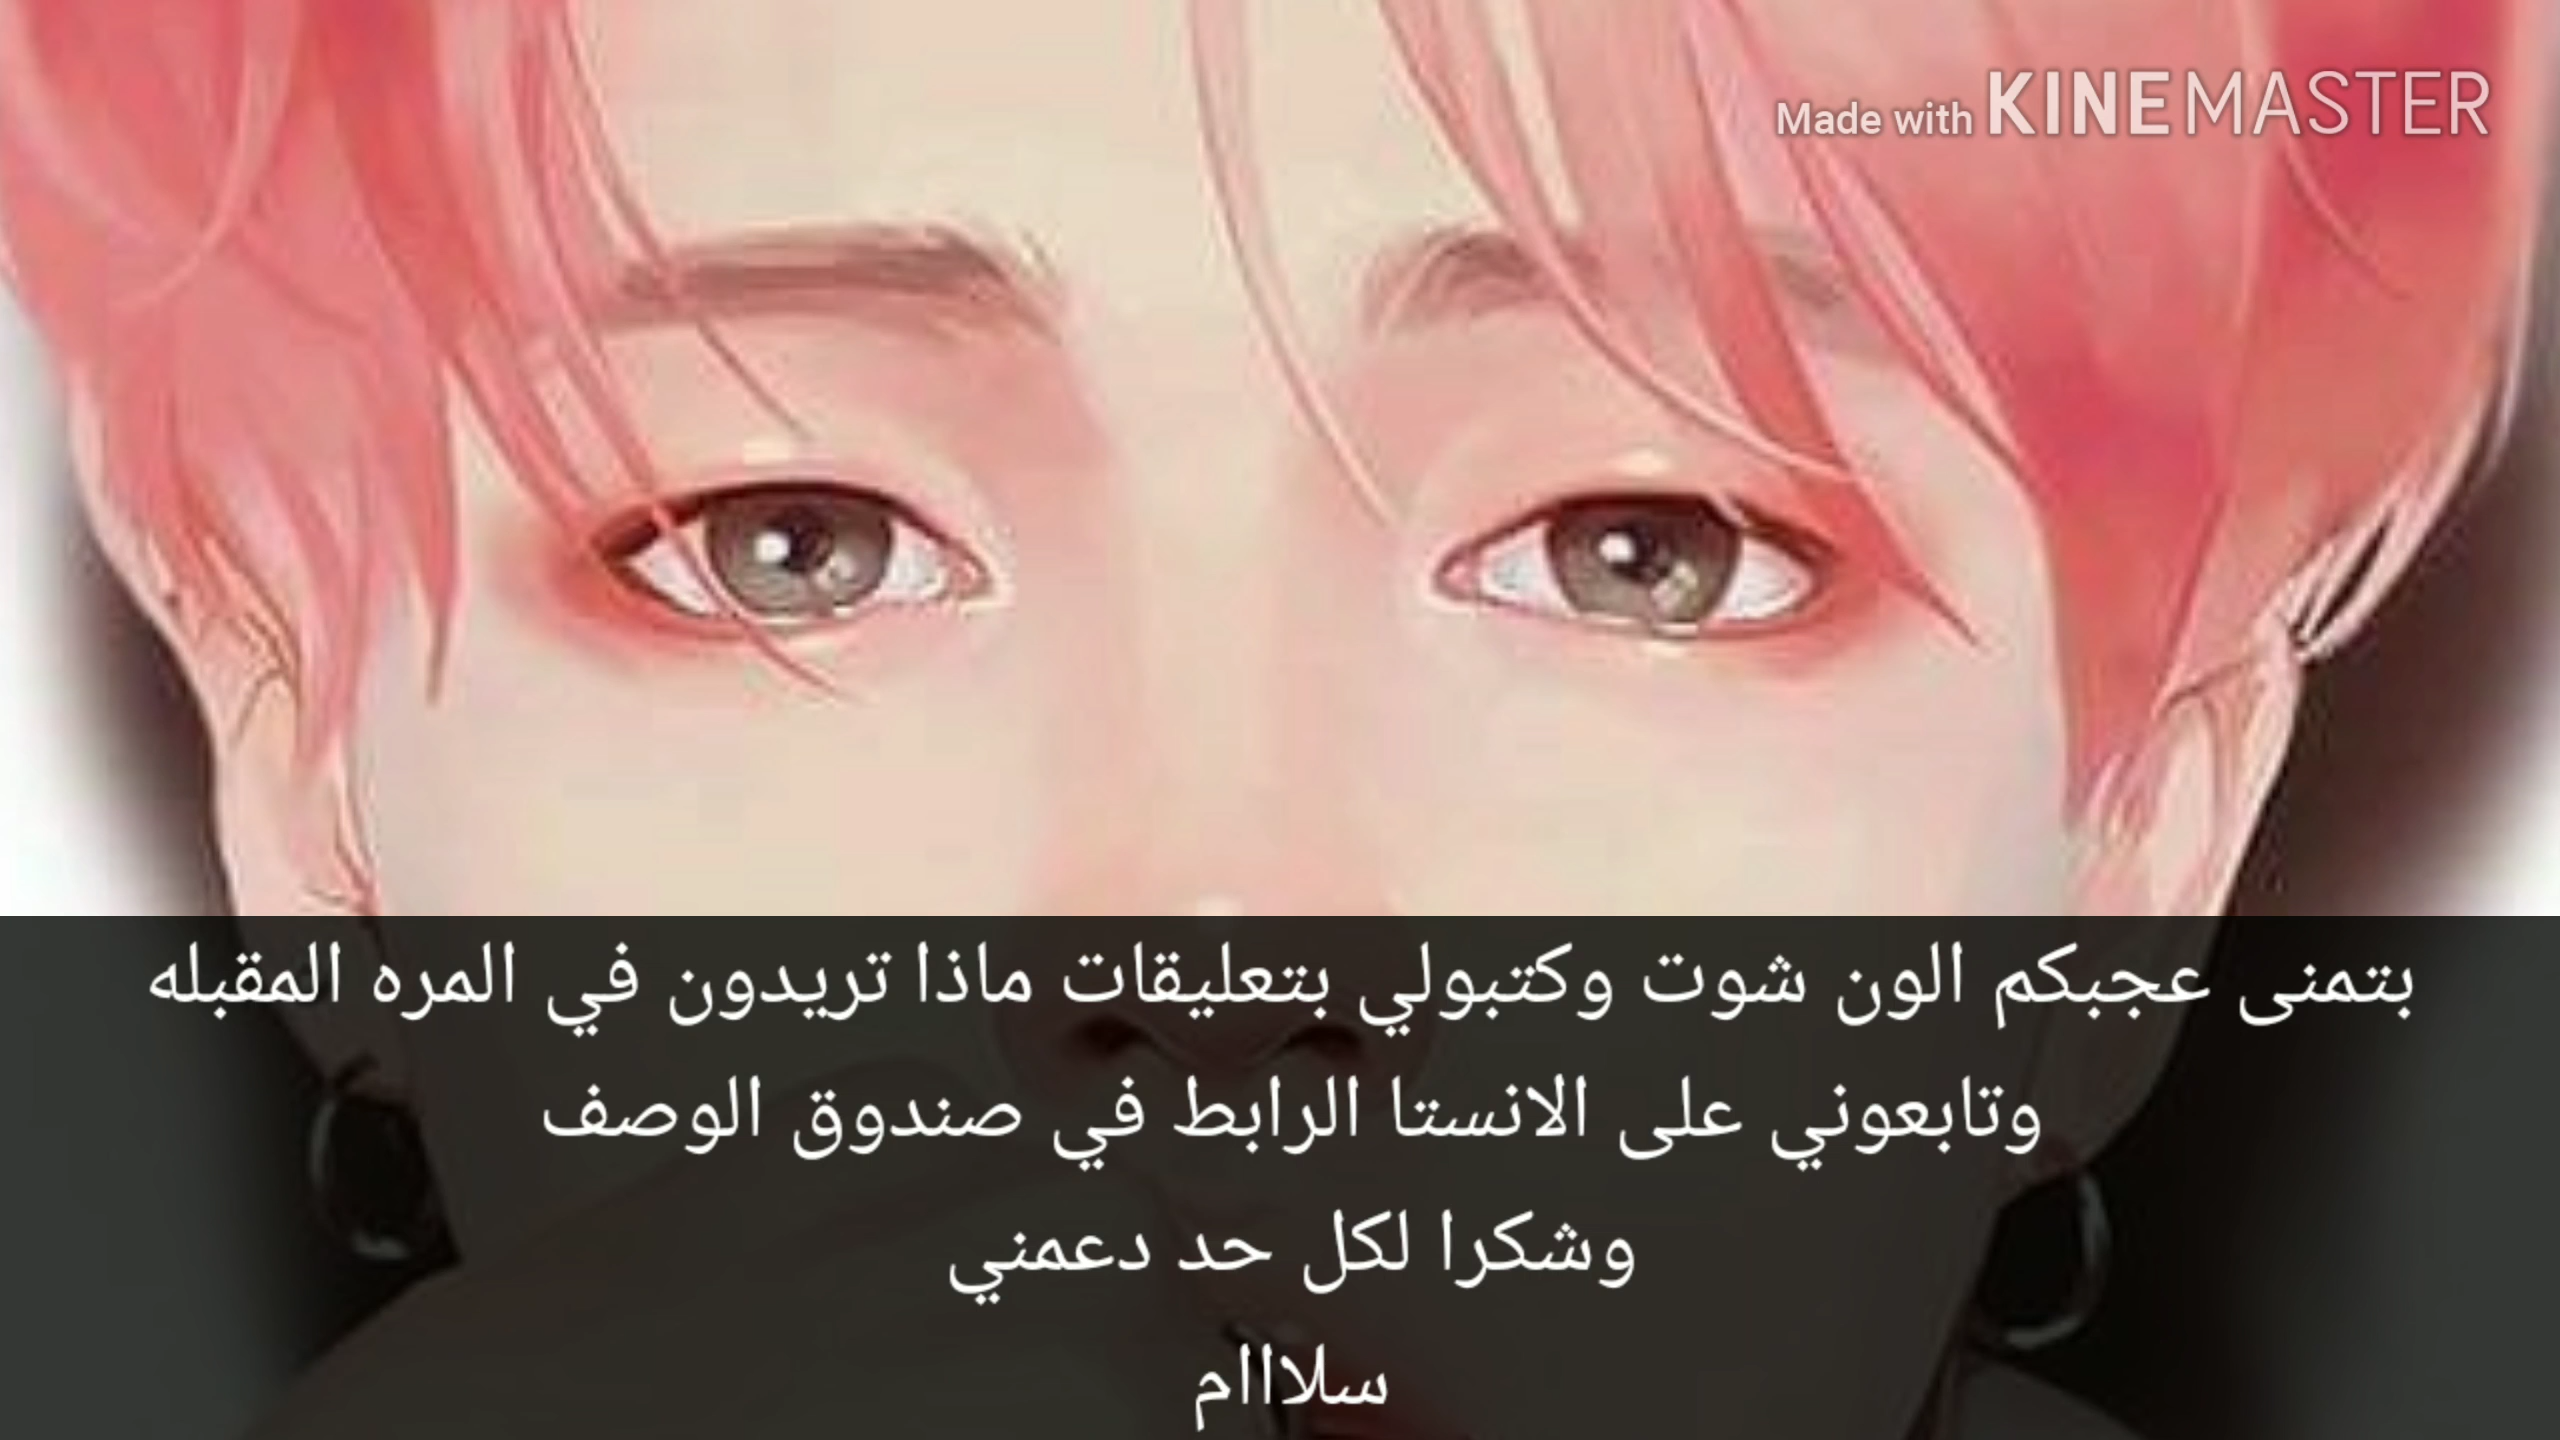 Made with KINEMASTER
بتمنى عجبكم الون شوت وكتبولي بتعليقات ماذا تريدون في المره المقبله
وتابعوني على الانستا الرابط في صندوق الوصف
وشكرا لكل حد دعمني
سلاااام